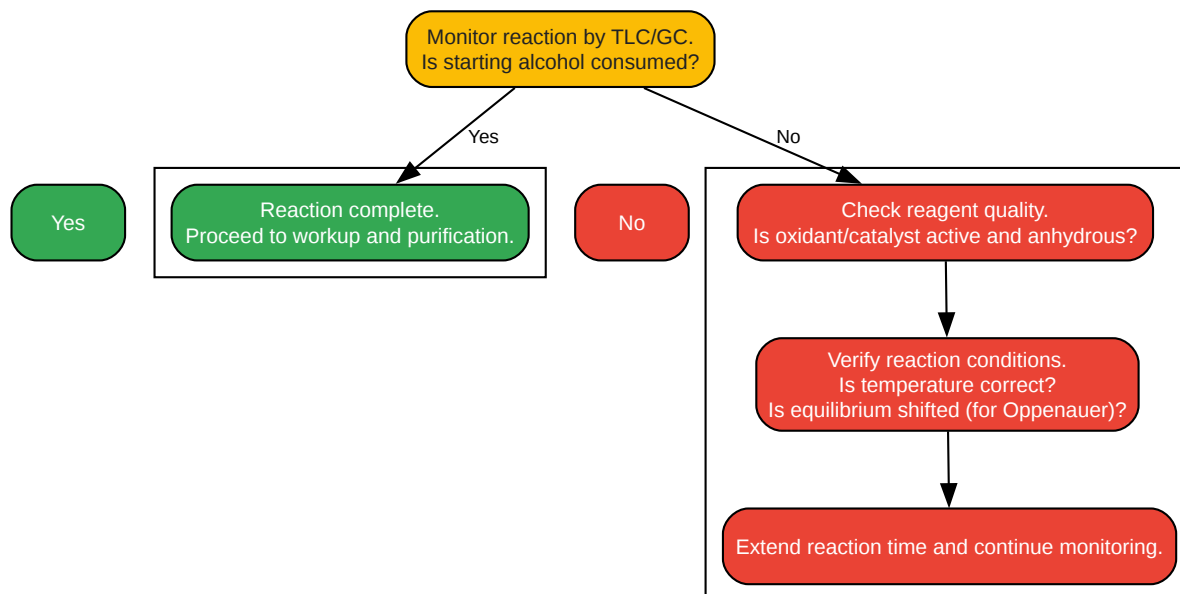 Monitor reaction by TLC/GC.
Is starting alcohol consumed?
Yes
No
Yes
Reaction complete.
Proceed to workup and purification.
No
Check reagent quality.
Is oxidant/catalyst active and anhydrous?
Verify reaction conditions.
Is temperature correct?
Is equilibrium shifted (for Oppenauer)?
Extend reaction time and continue monitoring.